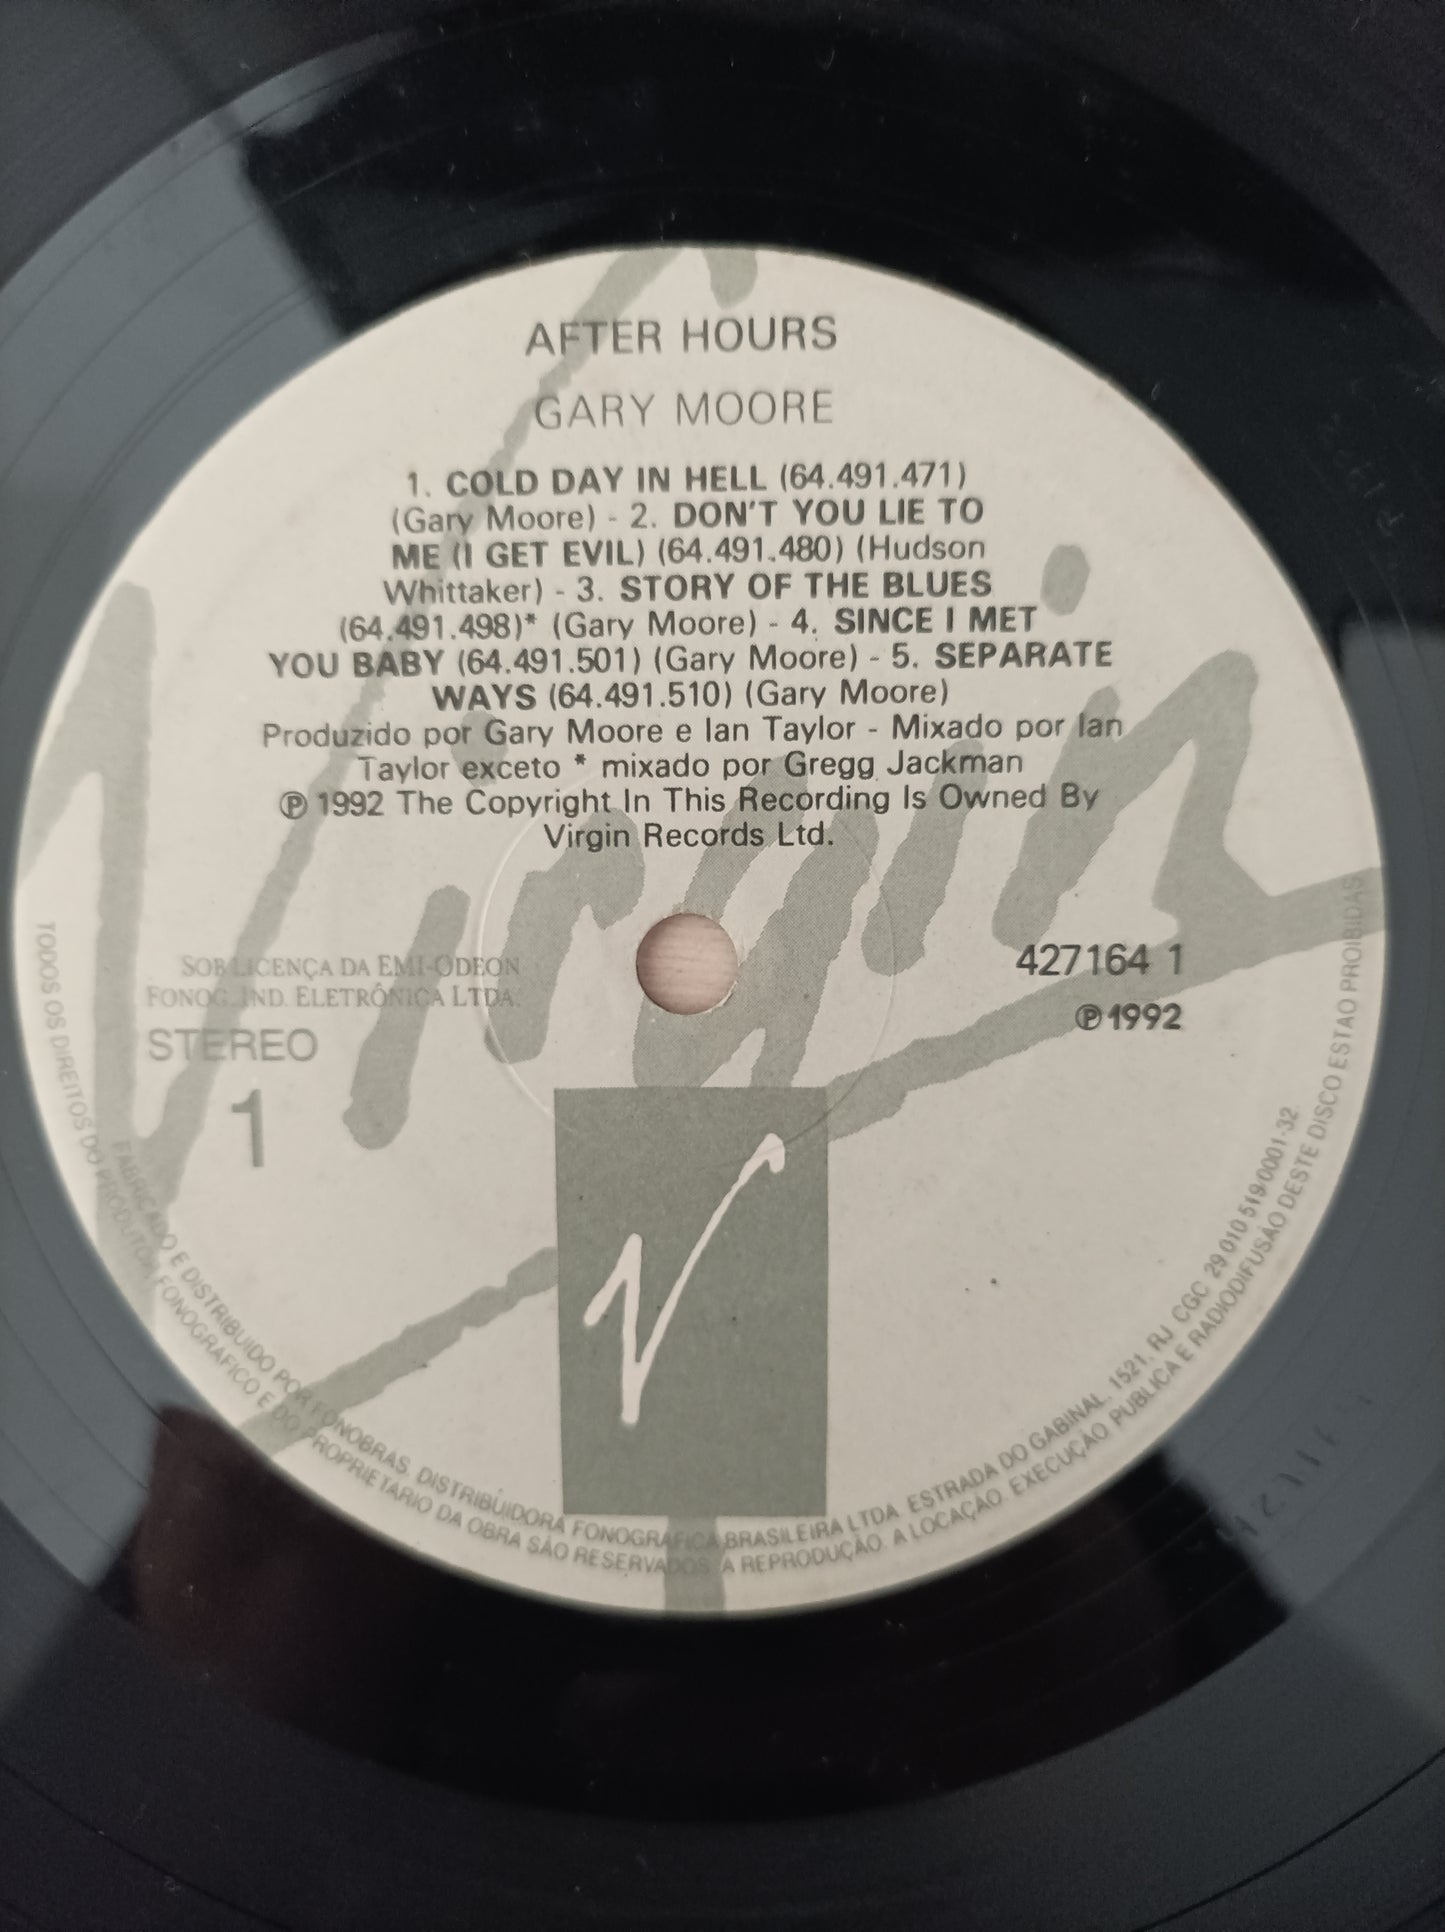 AFTER HOURS
GARY MOORE
1. COLD DAY IN HELL (64.491.471)
(Gary Moore) - 2. DON'T YOU LIE TO
ME (I GET EVIL) (64.491.480) (Hudson
Whittaker) - 3. STORY OF THE BLUES
(64.491.498)* (Gary Moore) - 4. SINCE I MET
YOU BABY (64.491.501) (Gary Moore) - 5. SEPARATE
WAYS (64.491.510) (Gary Moore)
Produzido por Gary Moore e Ian Taylor - Mixado por Ian
Taylor exceto * mixado por Gregg Jackman
℗ 1992 The Copyright In This Recording Is Owned By
Virgin Records Ltd.
Virgin
SOB LICENÇA DA EMI-ODEON
FONOG. IND. ELETRÔNICA LTDA.
STEREO
1
427164 1
℗1992
V
FABRICADO E DISTRIBUIDO POR FONOBRAS, DISTRIBUIDORA FONOGRAFICA BRASILEIRA LTDA ESTRADA DO GABINAL, 1521, RJ CGC 29 010 519/0001-32
TODOS OS DIREITOS DO PRODUTOR FONOGRAFICO E DO PROPRIETARIO DA OBRA SÃO RESERVADOS A REPRODUÇÃO. A LOCAÇÃO. EXECUÇÃO PUBLICA E RADIODIFUSÃO DESTE DISCO ESTÃO PROIBIDAS